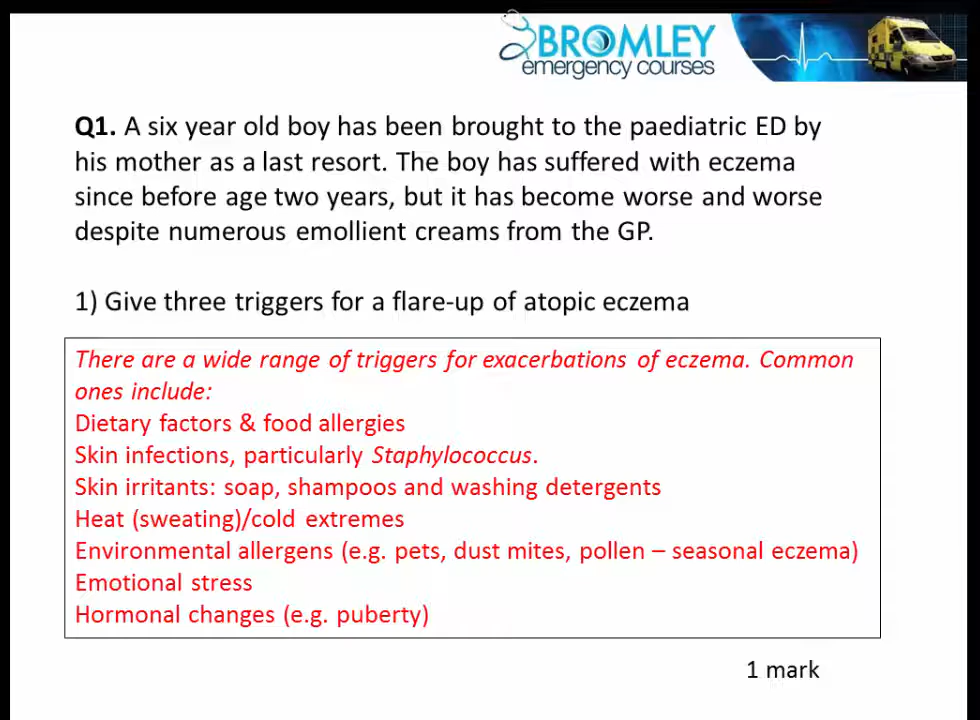 BROMLEY
emergency courses
Q1. A six year old boy has been brought to the paediatric ED by
his mother as a last resort. The boy has suffered with eczema
since before age two years, but it has become worse and worse
despite numerous emollient creams from the GP.
1) Give three triggers for a flare-up of atopic eczema
There are a wide range of triggers for exacerbations of eczema. Common
ones include:
Dietary factors & food allergies
Skin infections, particularly Staphylococcus.
Skin irritants: soap, shampoos and washing detergents
Heat (sweating)/cold extremes
Environmental allergens (e.g. pets, dust mites, pollen – seasonal eczema)
Emotional stress
Hormonal changes (e.g. puberty)
1 mark